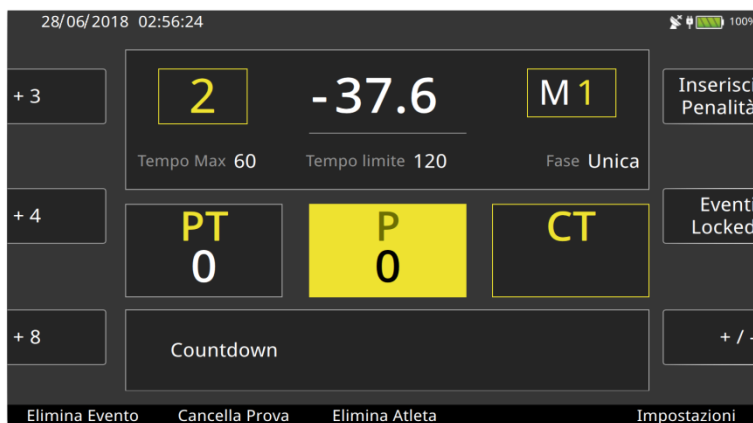 28/06/2018 02:56:24
100%
+ 3
2
-37.6
M 1
Inserisci
Penalità
Tempo Max 60
Tempo limite 120
Fase Unica
+ 4
PT
0
P
0
CT
Eventi
Locked
+ 8
Countdown
+ / -
Elimina Evento
Cancella Prova
Elimina Atleta
Impostazioni